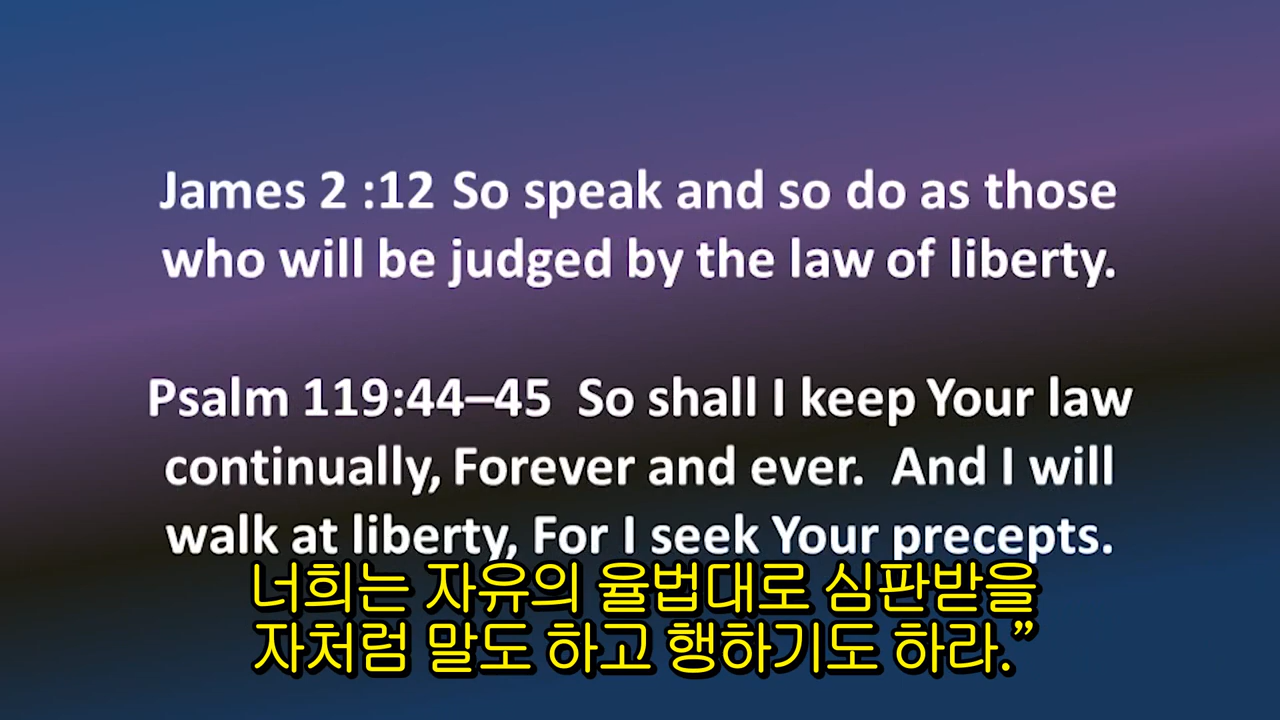 James 2 :12 So speak and so do as those
who will be judged by the law of liberty.
Psalm 119:44–45  So shall I keep Your law
continually, Forever and ever.  And I will
walk at liberty, For I seek Your precepts.
너희는 자유의 율법대로 심판받을
자처럼 말도 하고 행하기도 하라.”